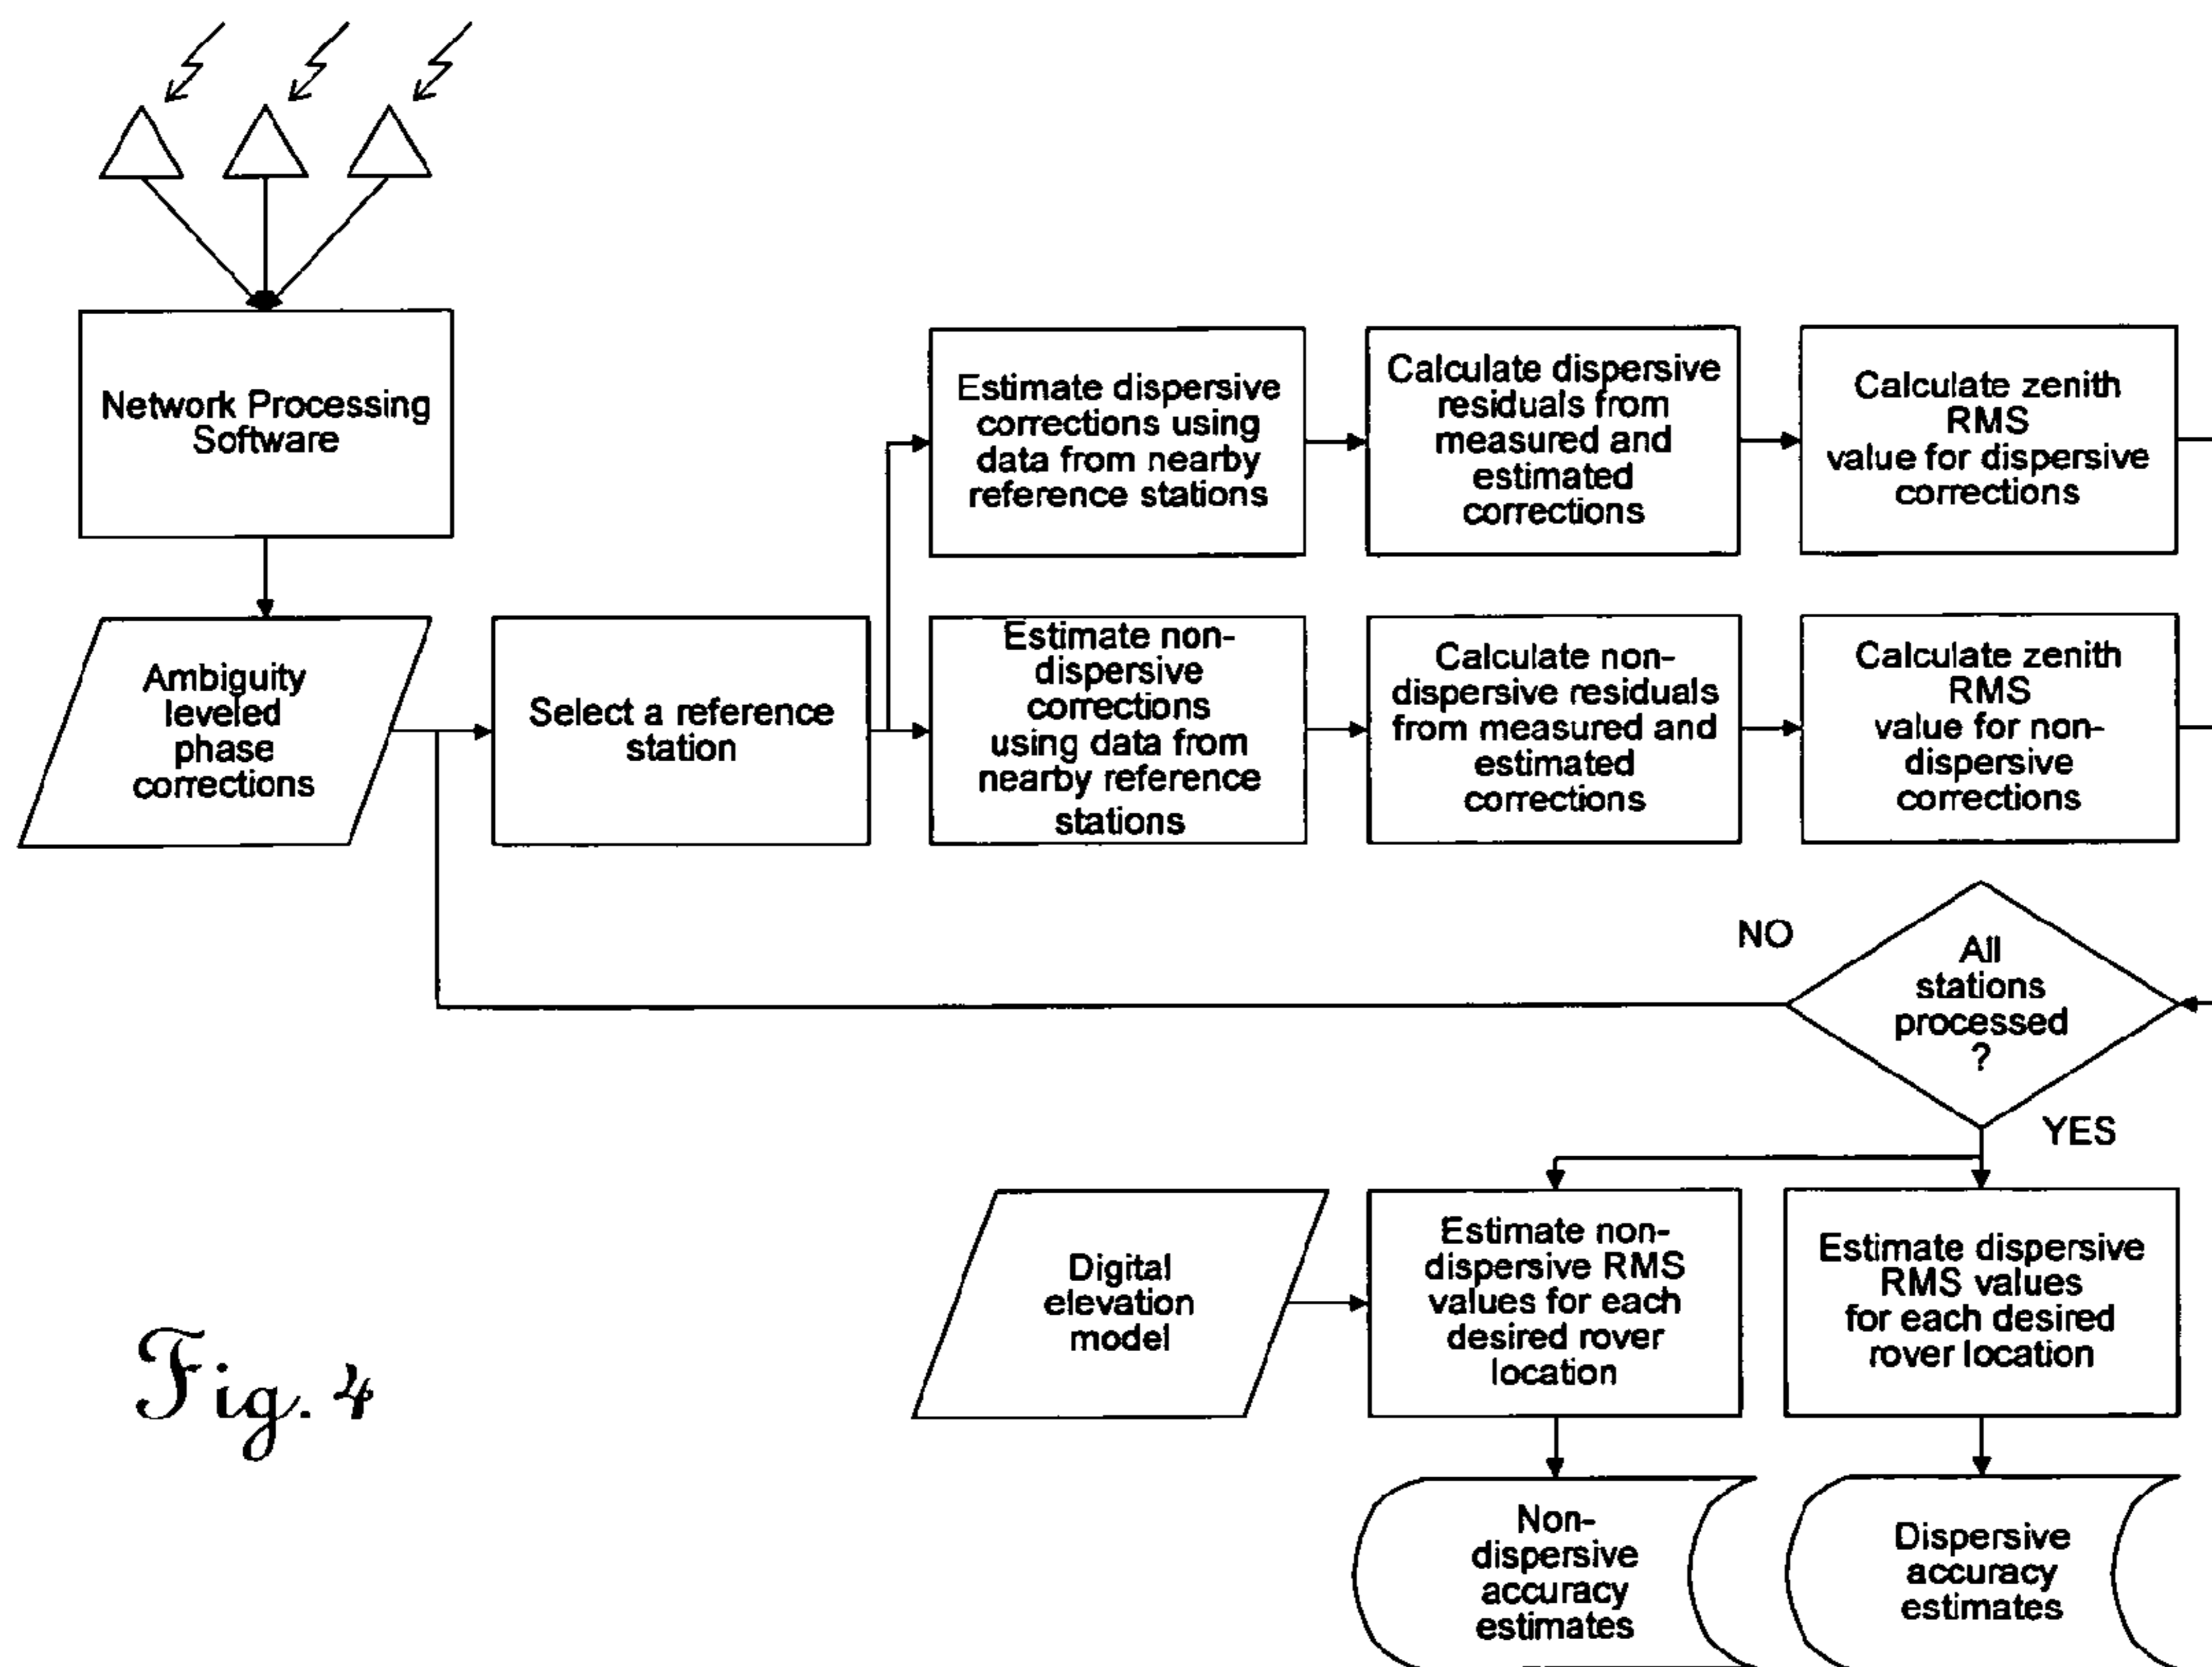 Network Processing
Software
Estimate dispersive
corrections using
data from nearby
reference stations
Calculate dispersive
residuals from
measured and
estimated
corrections
Calculate zenith
RMS
value for dispersive
corrections
Ambiguity
leveled
phase
corrections
Select a reference
station
Estimate non-
dispersive
corrections
using data from
nearby reference
stations
Calculate non-
dispersive residuals
from measured and
estimated
corrections
Calculate zenith
RMS
value for non-
dispersive
corrections
NO
All
stations
processed
?
YES
Digital
elevation
model
Estimate non-
dispersive RMS
values for each
desired rover
location
Estimate dispersive
RMS values
for each desired
rover location
Non-
dispersive
accuracy
estimates
Dispersive
accuracy
estimates
Fig. 4